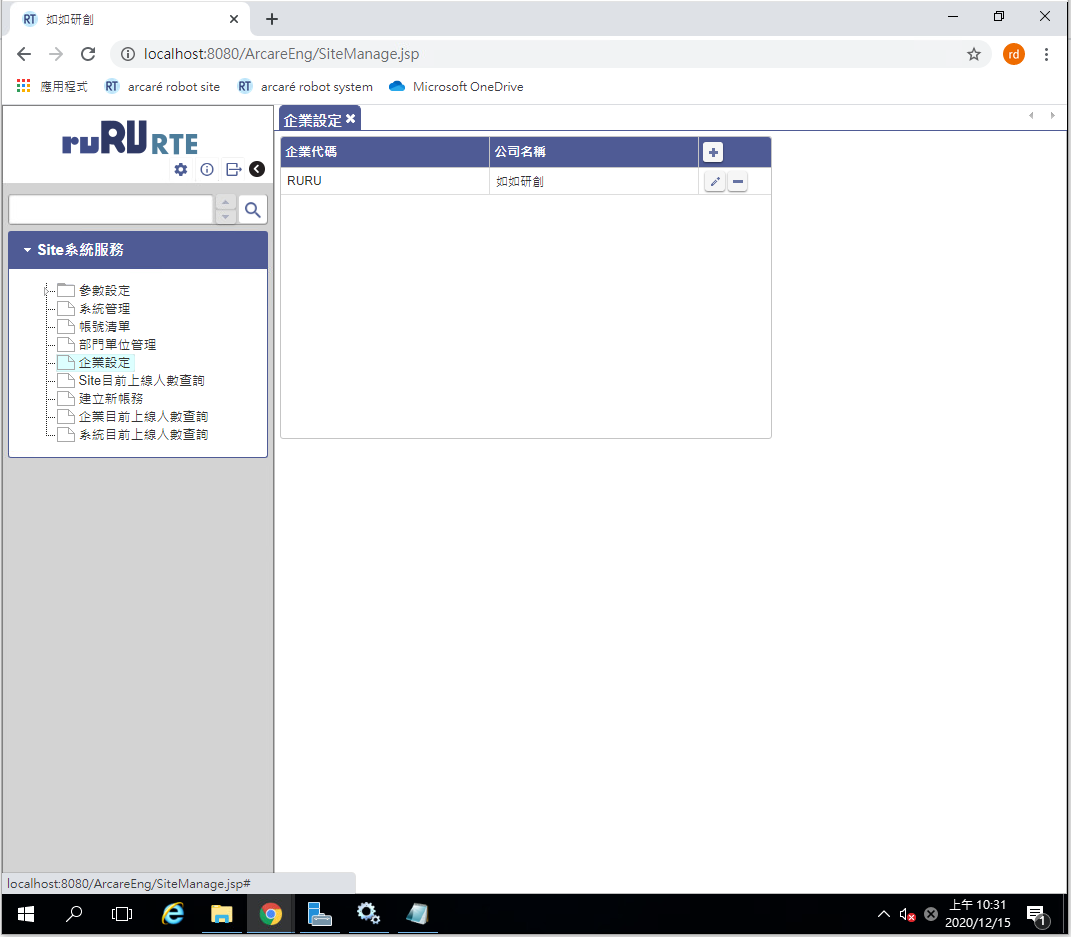 RT 如如研創
localhost:8080/ArcareEng/SiteManage.jsp
rd
應用程式 RT arcaré robot site RT arcaré robot system Microsoft OneDrive
ruRU RTE
企業設定
企業代碼 公司名稱
RURU 如如研創
Site系統服務
參數設定
系統管理
帳號清單
部門單位管理
企業設定
Site目前上線人數查詢
建立新帳務
企業目前上線人數查詢
系統目前上線人數查詢
localhost:8080/ArcareEng/SiteManage.jsp#
上午 10:31
2020/12/15
1